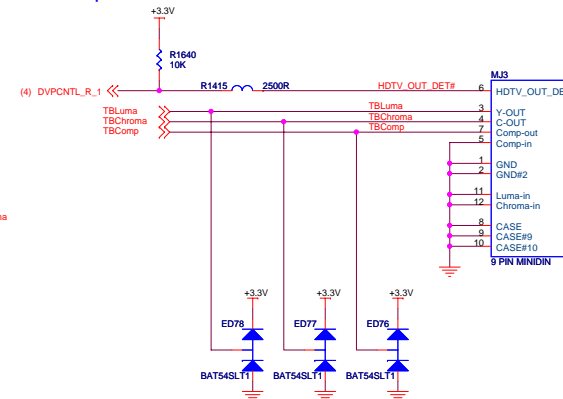 +3.3V
R1640
10K
(4) DVPCNTL_R_1
R1415 2500R
HDTV_OUT_DET#
MJ3
6 HDTV_OUT_DE
TBLuma
TBLuma
3 Y-OUT
TBChroma
TBChroma
4 C-OUT
TBComp
TBComp
7 Comp-out
5 Comp-in
1 GND
2 GND#2
11 Luma-in
12 Chroma-in
8 CASE
9 CASE#9
10 CASE#10
9 PIN MINIDIN
+3.3V +3.3V +3.3V
ED78 ED77 ED76
BAT54SLT1 BAT54SLT1 BAT54SLT1